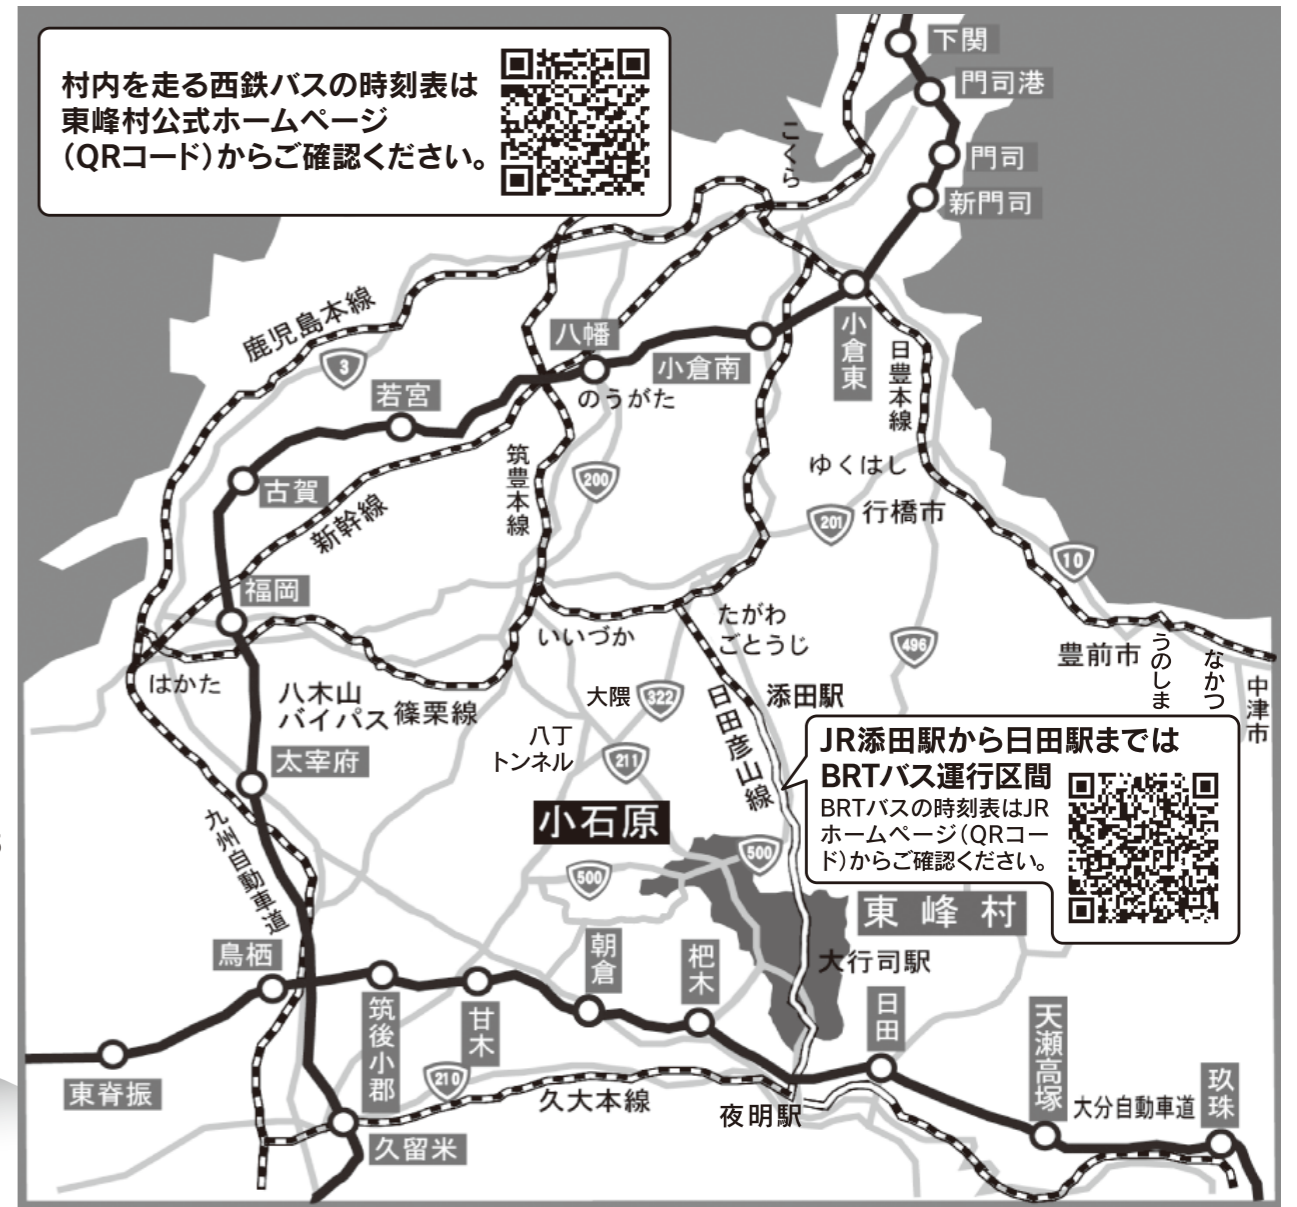 村内を走る西鉄バスの時刻表は
東峰村公式ホームページ
(QRコード)からご確認ください。
下関
門司港
門司
新門司
こくら
鹿児島本線
3
八幡
小倉南
小倉東
日豊本線
若宮
のうがた
古賀
新幹線
筑豊本線
200
ゆくはし
201
行橋市
10
福岡
いいづか
たがわ
ごとうじ
496
豊前市
うのしま
なかつ
中津市
はかた
八木山
バイパス
篠栗線
大隈
322
日田彦山線
添田駅
八丁
トンネル
211
太宰府
JR添田駅から日田駅までは
BRTバス運行区間
BRTバスの時刻表はJR
ホームページ(QRコー
ド)からご確認ください。
小石原
九州自動車道
500
500
東峰村
大行司駅
鳥栖
筑後小郡
甘木
朝倉
杷木
日田
天瀬高塚
玖珠
東脊振
210
久大本線
夜明駅
大分自動車道
久留米